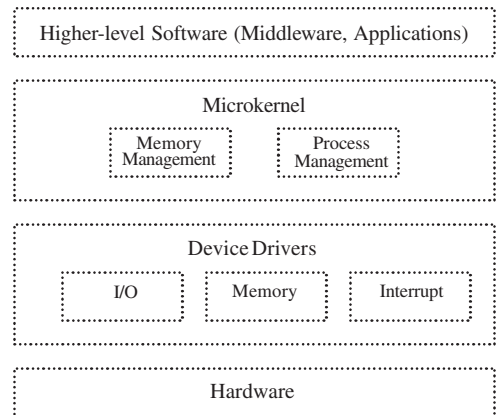 Higher-level Software (Middleware, Applications)
Microkernel
Memory
Management
Process
Management
Device Drivers
I/O
Memory
Interrupt
Hardware